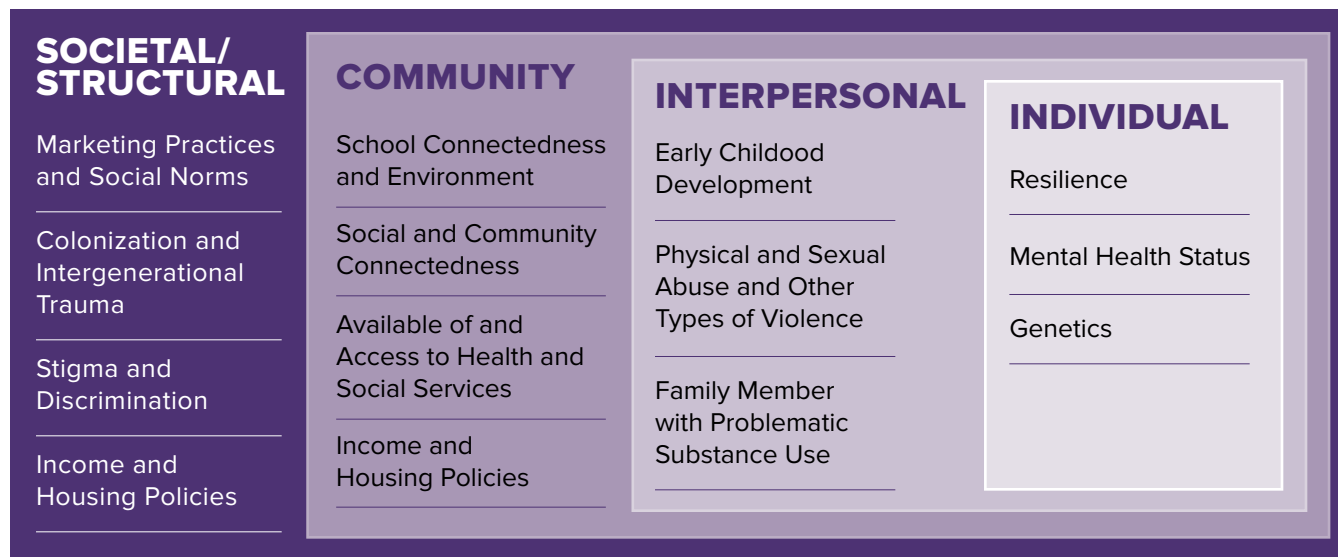 SOCIETAL/
STRUCTURAL
Marketing Practices
and Social Norms
Colonization and
Intergenerational
Trauma
Stigma and
Discrimination
Income and
Housing Policies
COMMUNITY
School Connectedness
and Environment
Social and Community
Connectedness
Available of and
Access to Health and
Social Services
Income and
Housing Policies
INTERPERSONAL
Early Childood
Development
Physical and Sexual
Abuse and Other
Types of Violence
Family Member
with Problematic
Substance Use
INDIVIDUAL
Resilience
Mental Health Status
Genetics